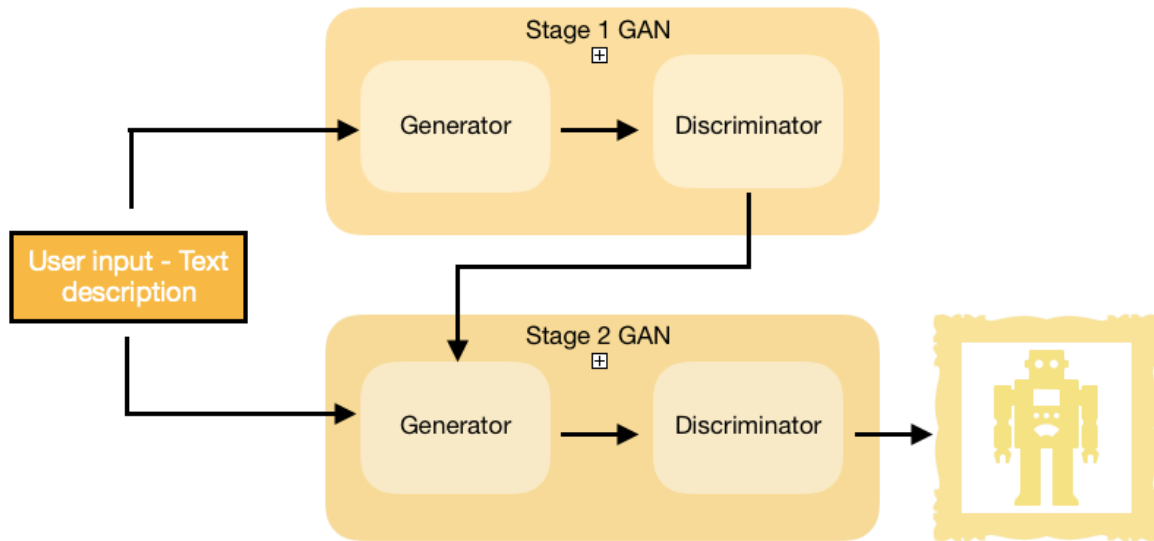 Stage 1 GAN
Generator
Discriminator
User input - Text
description
Stage 2 GAN
Generator
Discriminator